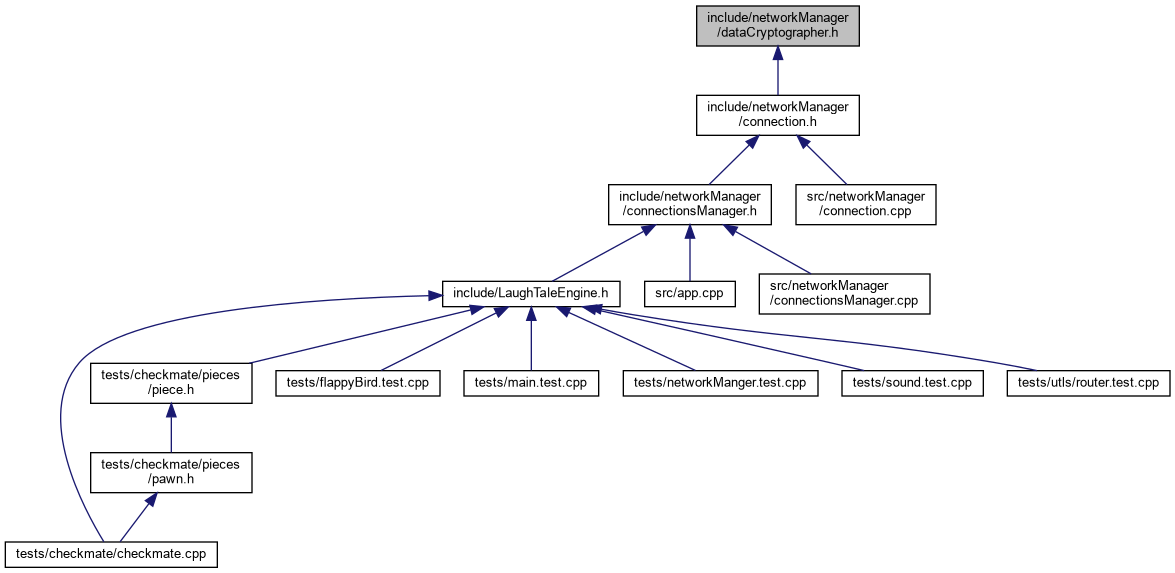 include/networkManager
/dataCryptographer.h
include/networkManager
/connection.h
include/networkManager
/connectionsManager.h
src/networkManager
/connection.cpp
include/LaughTaleEngine.h
src/app.cpp
src/networkManager
/connectionsManager.cpp
tests/checkmate/pieces
/piece.h
tests/flappyBird.test.cpp
tests/main.test.cpp
tests/networkManger.test.cpp
tests/sound.test.cpp
tests/utls/router.test.cpp
tests/checkmate/pieces
/pawn.h
tests/checkmate/checkmate.cpp